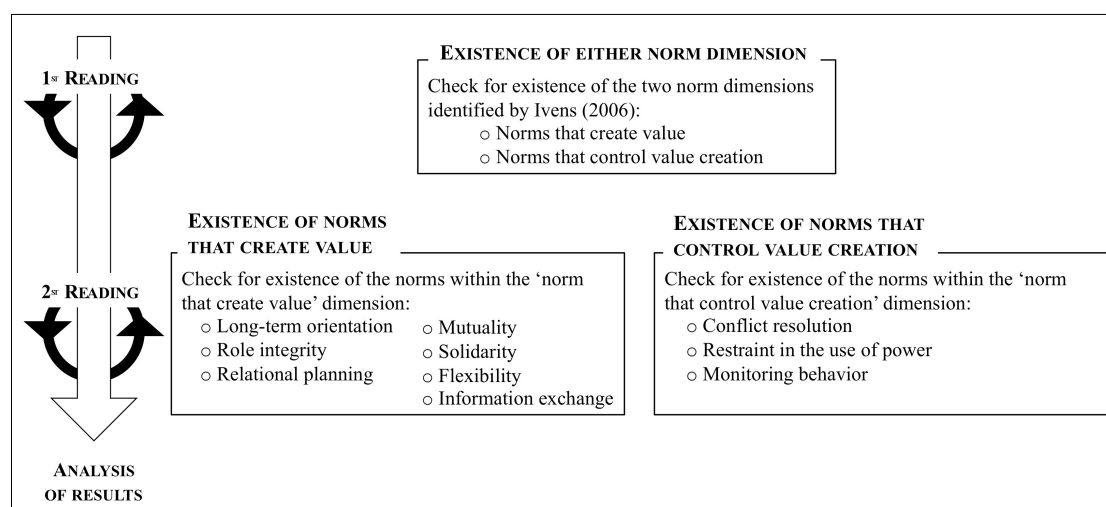 1ST READING
EXISTENCE OF EITHER NORM DIMENSION
Check for existence of the two norm dimensions
identified by Ivens (2006):
○ Norms that create value
○ Norms that control value creation
2ST READING
EXISTENCE OF NORMS
THAT CREATE VALUE
Check for existence of the norms within the ‘norm
that create value’ dimension:
○ Long-term orientation
○ Role integrity
○ Relational planning
○ Mutuality
○ Solidarity
○ Flexibility
○ Information exchange
EXISTENCE OF NORMS THAT
CONTROL VALUE CREATION
Check for existence of the norms within the ‘norm
that control value creation’ dimension:
○ Conflict resolution
○ Restraint in the use of power
○ Monitoring behavior
ANALYSIS
OF RESULTS